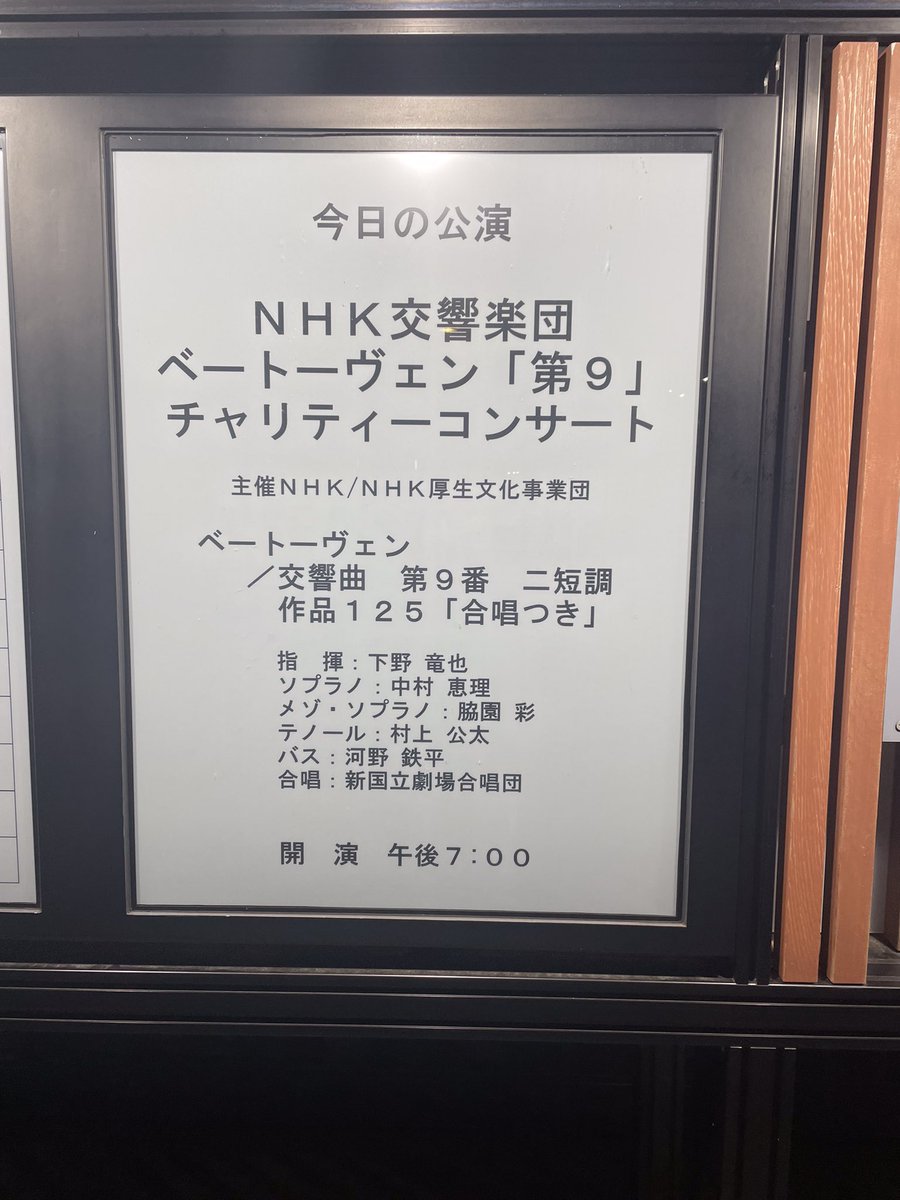 今日の公演
ＮＨＫ交響楽団
ベートーヴェン「第９」
チャリティーコンサート
主催ＮＨＫ/ＮＨＫ厚生文化事業団
ベートーヴェン
／交響曲　第９番　ニ短調
作品１２５「合唱つき」
指　揮：下野 竜也
ソプラノ：中村 恵理
メゾ・ソプラノ：脇園 彩
テノール：村上 公太
バス：河野 鉄平
合唱：新国立劇場合唱団
開　演　午後７：００